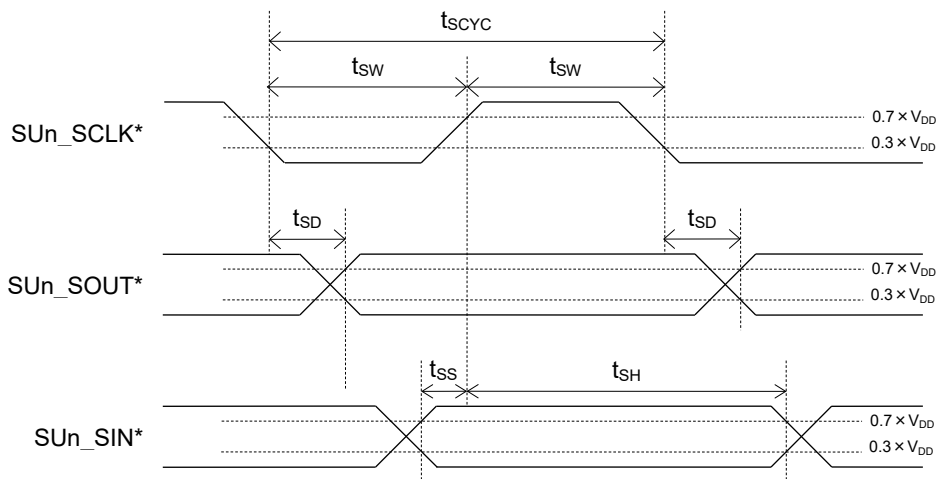 tSCYC
tSW tSW
SUn_SCLK*
0.7 × VDD
0.3 × VDD
tSD tSD
SUn_SOUT*
0.7 × VDD
0.3 × VDD
tSS tSH
SUn_SIN*
0.7 × VDD
0.3 × VDD